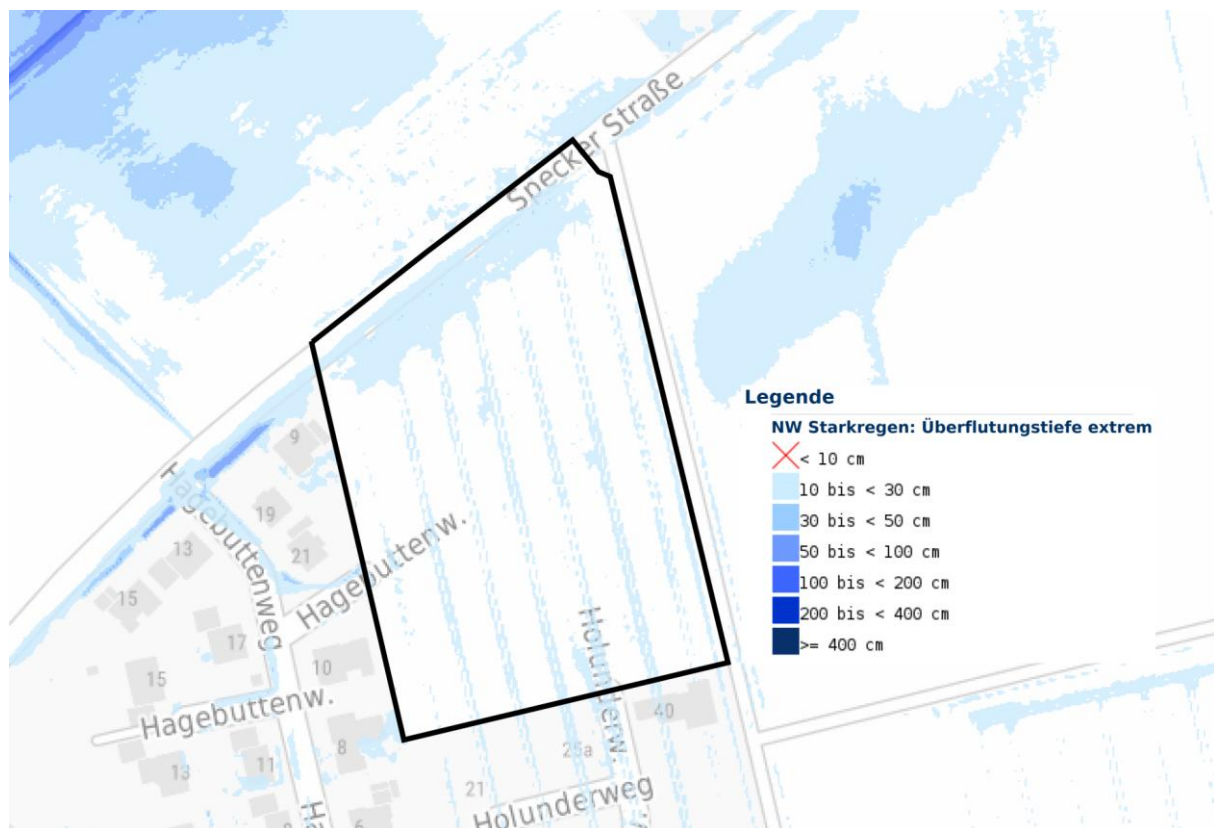 Snecker Straße
Legende
NW Starkregen: Überflutungstiefe extrem
< 10 cm
10 bis < 30 cm
30 bis < 50 cm
50 bis < 100 cm
100 bis < 200 cm
200 bis < 400 cm
>= 400 cm
9
Hagebuttenweg
19
13
21
Hagebuttenw.
15
17
10
15
Hagebuttenw.
Holunderw.
40
8
13
11
25a
21
Holunderweg